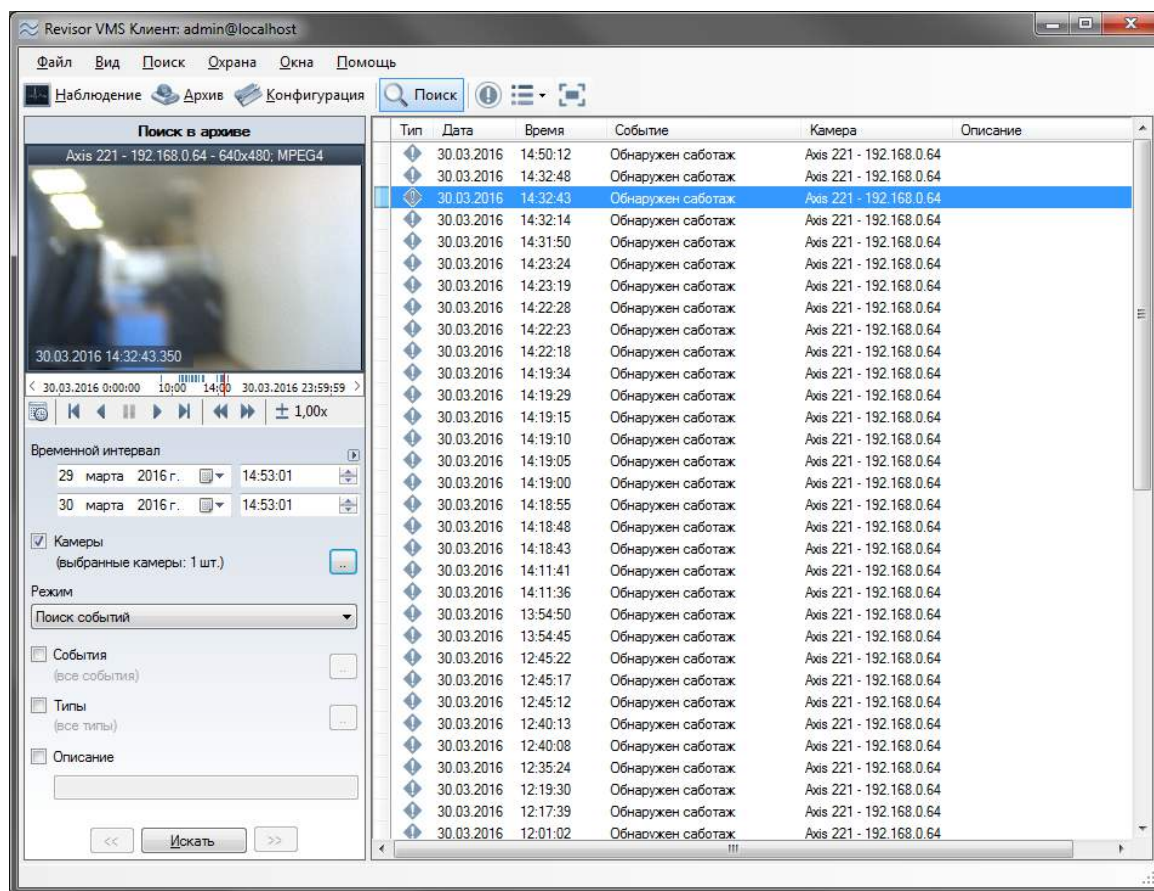 Revisor VMS Клиент: admin@localhost
Файл Вид Поиск Охрана Окна Помощь
Наблюдение Архив Конфигурация Поиск
Поиск в архиве
Axis 221 - 192.168.0.64 - 640x480; MPEG4
30.03.2016 14:32:43.350
30.03.2016 0:00:00 10:00 14:00 30.03.2016 23:59:59
1,00x
Временной интервал
29 марта 2016 г. 14:53:01
30 марта 2016 г. 14:53:01
Камеры
(выбранные камеры: 1 шт.)
..
Режим
Поиск событий
События
(все события)
..
Типы
(все типы)
..
Описание
<< Искать >>
Тип Дата Время Событие Камера Описание
30.03.2016 14:50:12 Обнаружен саботаж Axis 221 - 192.168.0.64
30.03.2016 14:32:48 Обнаружен саботаж Axis 221 - 192.168.0.64
30.03.2016 14:32:43 Обнаружен саботаж Axis 221 - 192.168.0.64
30.03.2016 14:32:14 Обнаружен саботаж Axis 221 - 192.168.0.64
30.03.2016 14:31:50 Обнаружен саботаж Axis 221 - 192.168.0.64
30.03.2016 14:23:24 Обнаружен саботаж Axis 221 - 192.168.0.64
30.03.2016 14:23:19 Обнаружен саботаж Axis 221 - 192.168.0.64
30.03.2016 14:22:28 Обнаружен саботаж Axis 221 - 192.168.0.64
30.03.2016 14:22:23 Обнаружен саботаж Axis 221 - 192.168.0.64
30.03.2016 14:22:18 Обнаружен саботаж Axis 221 - 192.168.0.64
30.03.2016 14:19:34 Обнаружен саботаж Axis 221 - 192.168.0.64
30.03.2016 14:19:29 Обнаружен саботаж Axis 221 - 192.168.0.64
30.03.2016 14:19:15 Обнаружен саботаж Axis 221 - 192.168.0.64
30.03.2016 14:19:10 Обнаружен саботаж Axis 221 - 192.168.0.64
30.03.2016 14:19:05 Обнаружен саботаж Axis 221 - 192.168.0.64
30.03.2016 14:19:00 Обнаружен саботаж Axis 221 - 192.168.0.64
30.03.2016 14:18:55 Обнаружен саботаж Axis 221 - 192.168.0.64
30.03.2016 14:18:48 Обнаружен саботаж Axis 221 - 192.168.0.64
30.03.2016 14:18:43 Обнаружен саботаж Axis 221 - 192.168.0.64
30.03.2016 14:11:41 Обнаружен саботаж Axis 221 - 192.168.0.64
30.03.2016 14:11:36 Обнаружен саботаж Axis 221 - 192.168.0.64
30.03.2016 13:54:50 Обнаружен саботаж Axis 221 - 192.168.0.64
30.03.2016 13:54:45 Обнаружен саботаж Axis 221 - 192.168.0.64
30.03.2016 12:45:22 Обнаружен саботаж Axis 221 - 192.168.0.64
30.03.2016 12:45:17 Обнаружен саботаж Axis 221 - 192.168.0.64
30.03.2016 12:45:12 Обнаружен саботаж Axis 221 - 192.168.0.64
30.03.2016 12:40:13 Обнаружен саботаж Axis 221 - 192.168.0.64
30.03.2016 12:40:08 Обнаружен саботаж Axis 221 - 192.168.0.64
30.03.2016 12:35:24 Обнаружен саботаж Axis 221 - 192.168.0.64
30.03.2016 12:19:30 Обнаружен саботаж Axis 221 - 192.168.0.64
30.03.2016 12:17:39 Обнаружен саботаж Axis 221 - 192.168.0.64
30.03.2016 12:01:02 Обнаружен саботаж Axis 221 - 192.168.0.64